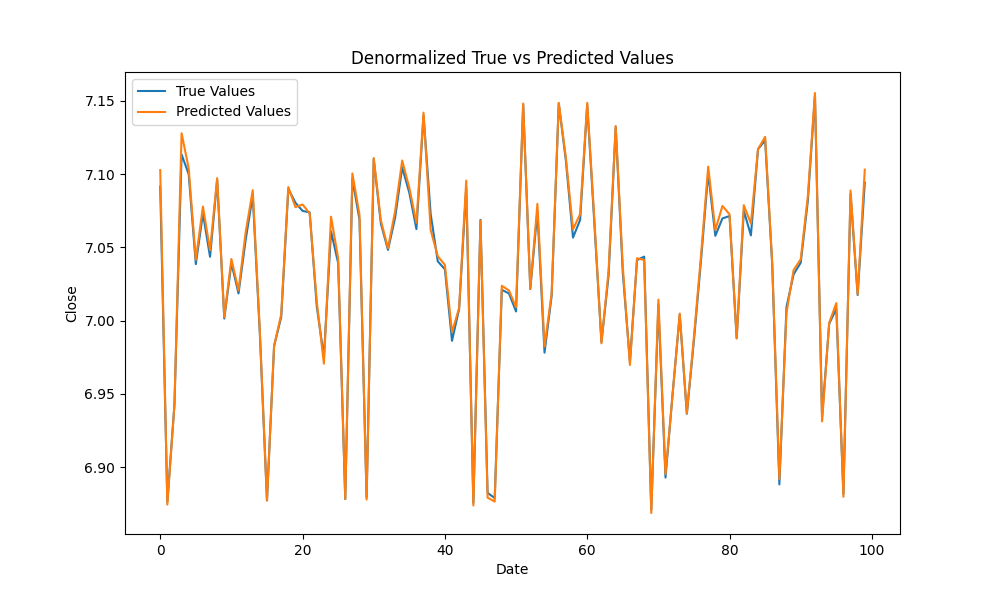 Denormalized True vs Predicted Values
True Values
Predicted Values
7.15
7.10
7.05
7.00
6.95
6.90
Close
0 20 40 60 80 100
Date